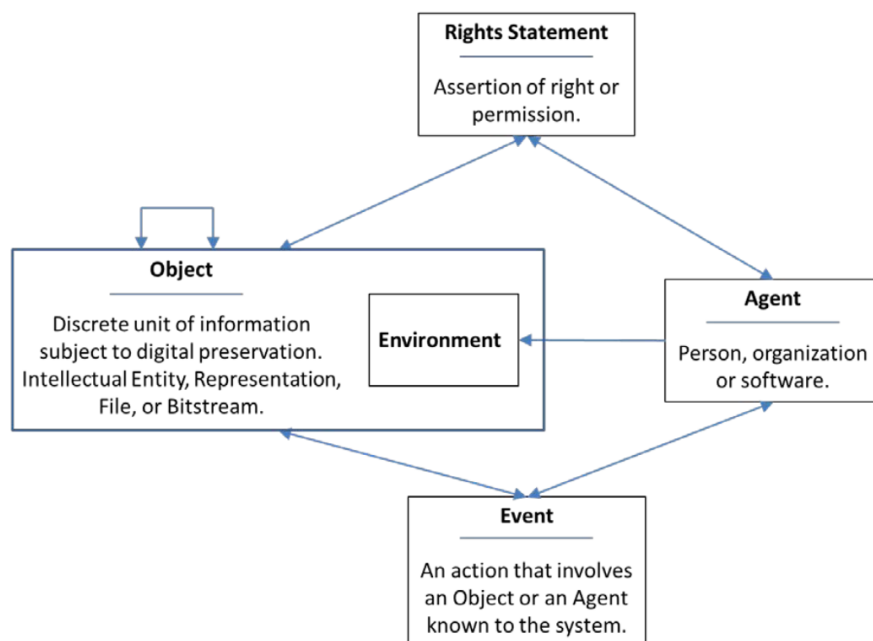 Rights Statement
Assertion of right or
permission.
Object
Discrete unit of information
subject to digital preservation.
Intellectual Entity, Representation,
File, or Bitstream.
Environment
Agent
Person, organization
or software.
Event
An action that involves
an Object or an Agent
known to the system.